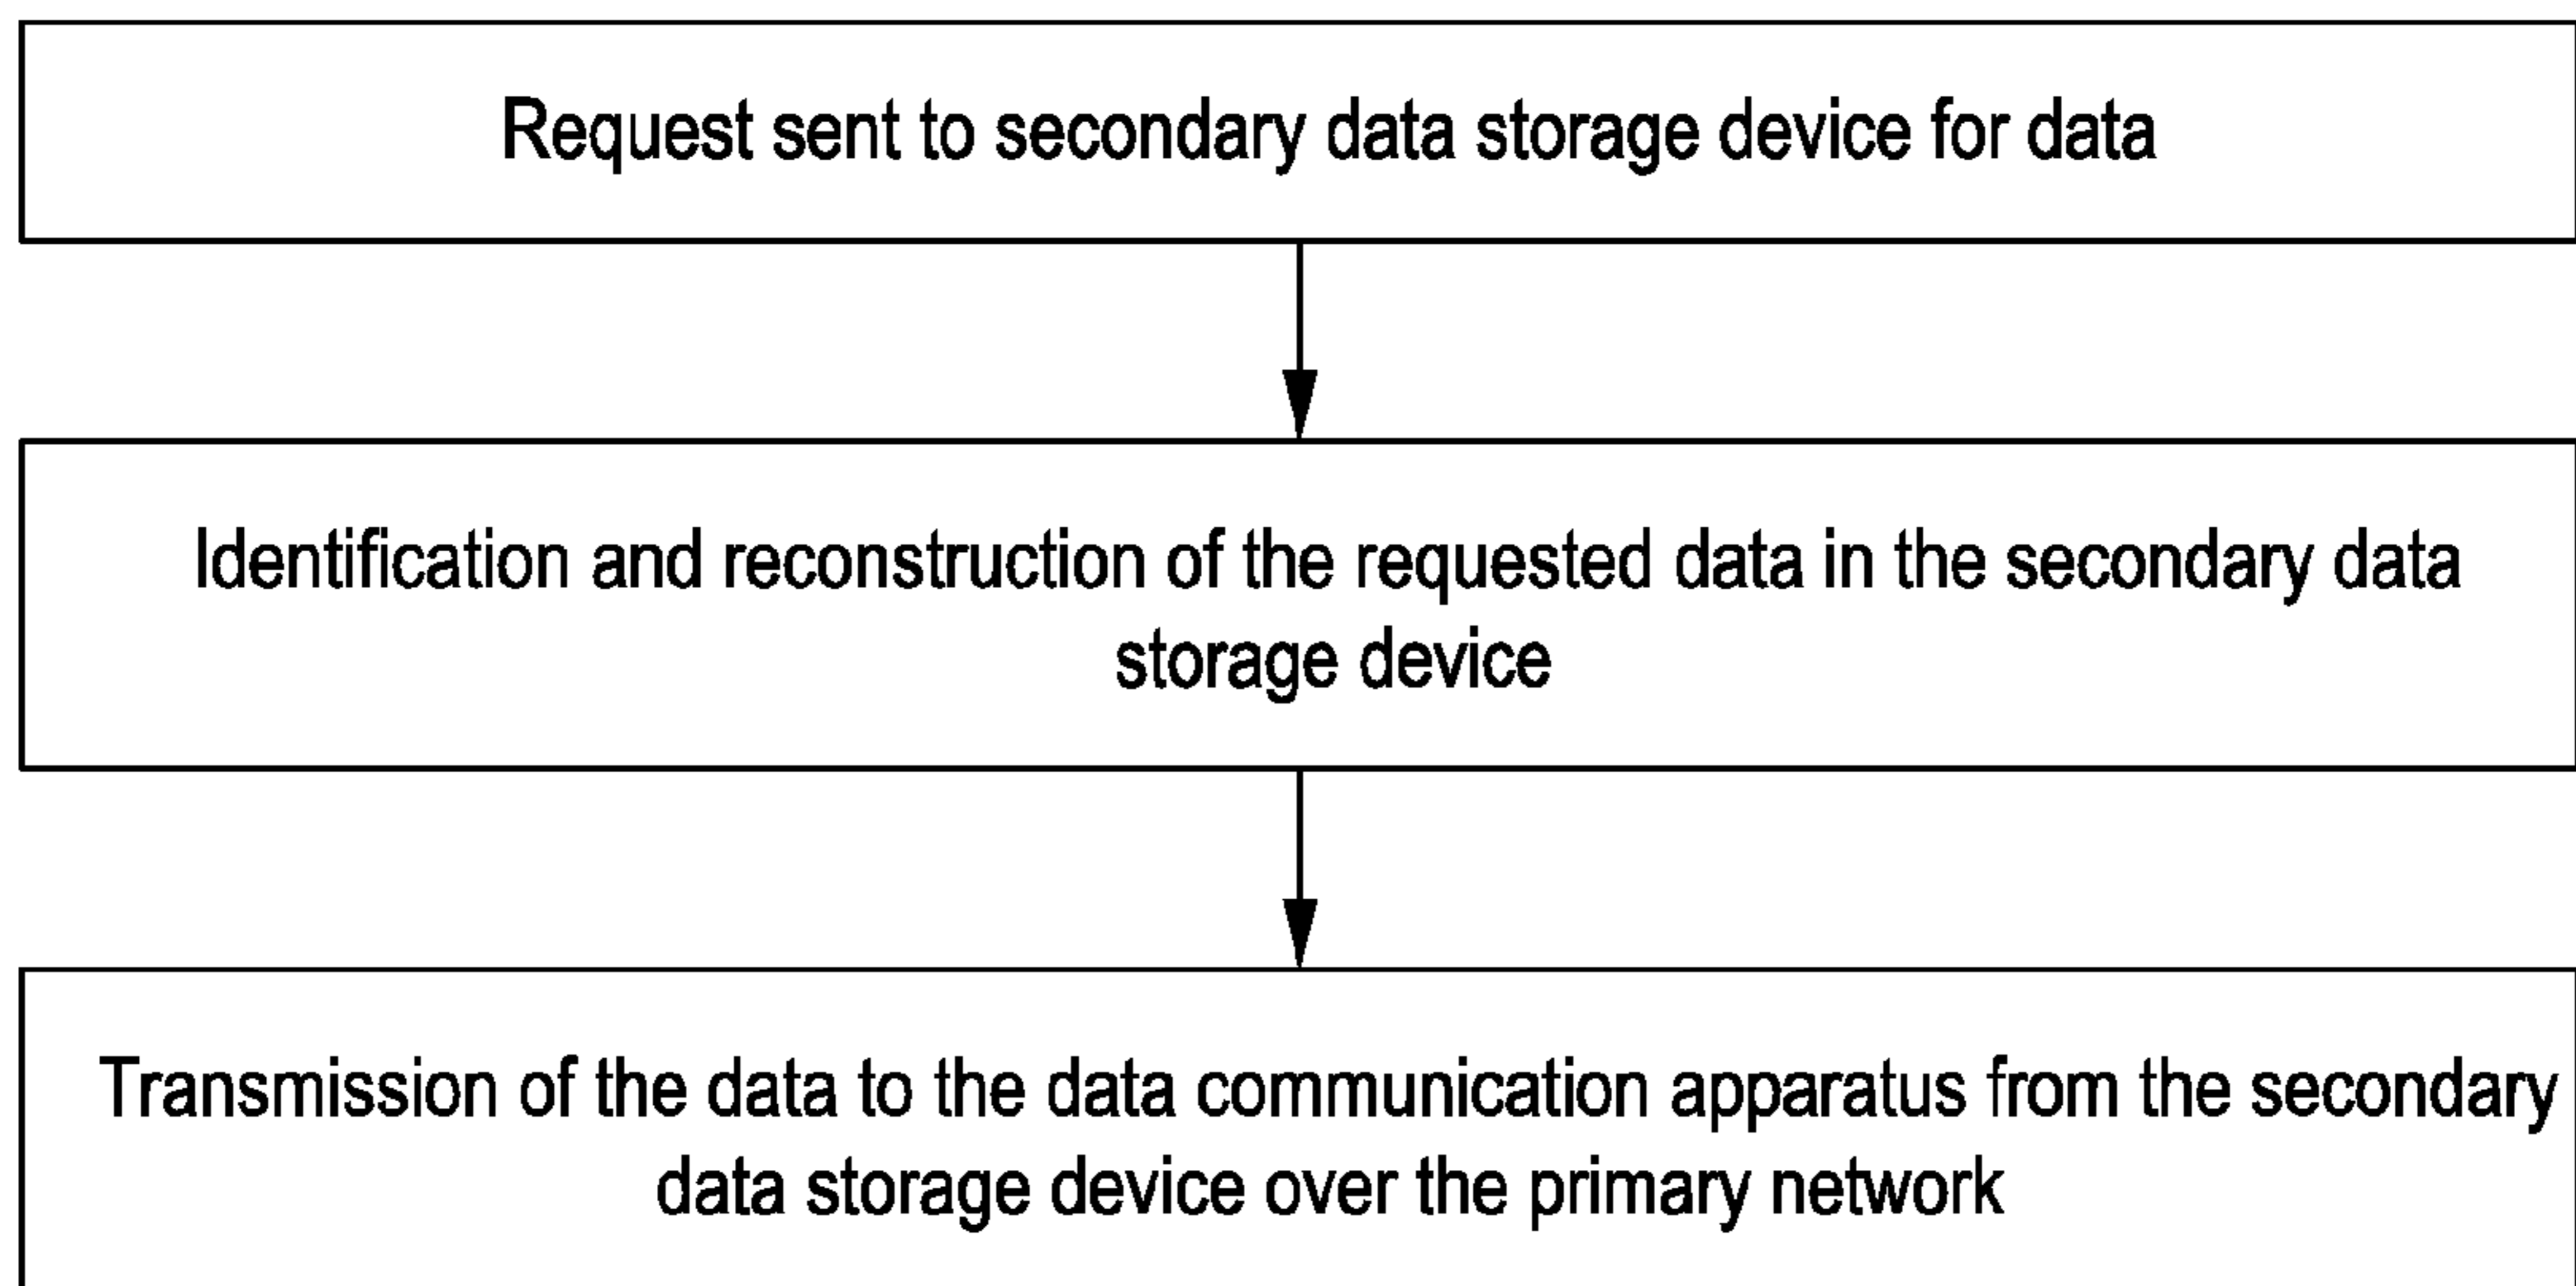 Request sent to secondary data storage device for data
Identification and reconstruction of the requested data in the secondary data
storage device
Transmission of the data to the data communication apparatus from the secondary
data storage device over the primary network